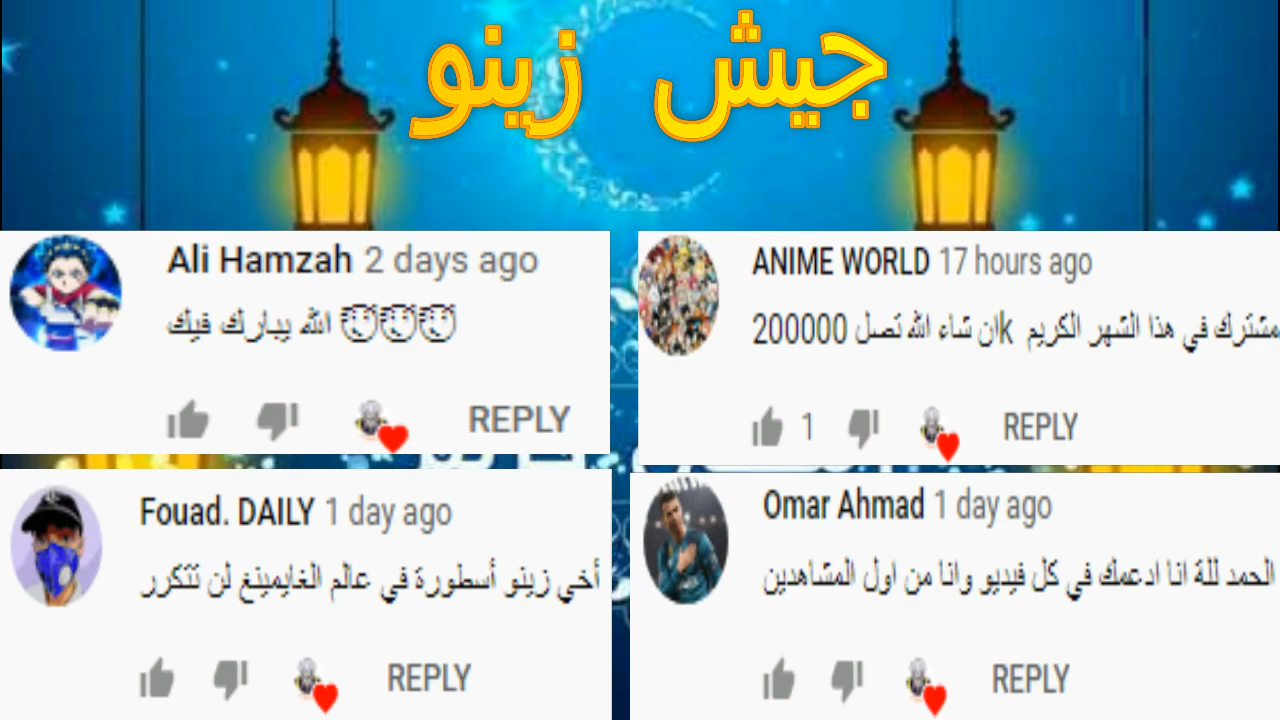 جيش زينو
Ali Hamzah 2 days ago
الله يبارك فيك
REPLY
ANIME WORLD 17 hours ago
ان شاء الله تصل 200000k مشترك في هذا الشهر الكريم
1
REPLY
Fouad. DAILY 1 day ago
أخي زينو أسطورة في عالم الغايمينغ لن تتكرر
REPLY
Omar Ahmad 1 day ago
الحمد للة انا ادعمك في كل فيديو وانا من اول المشاهدين
REPLY